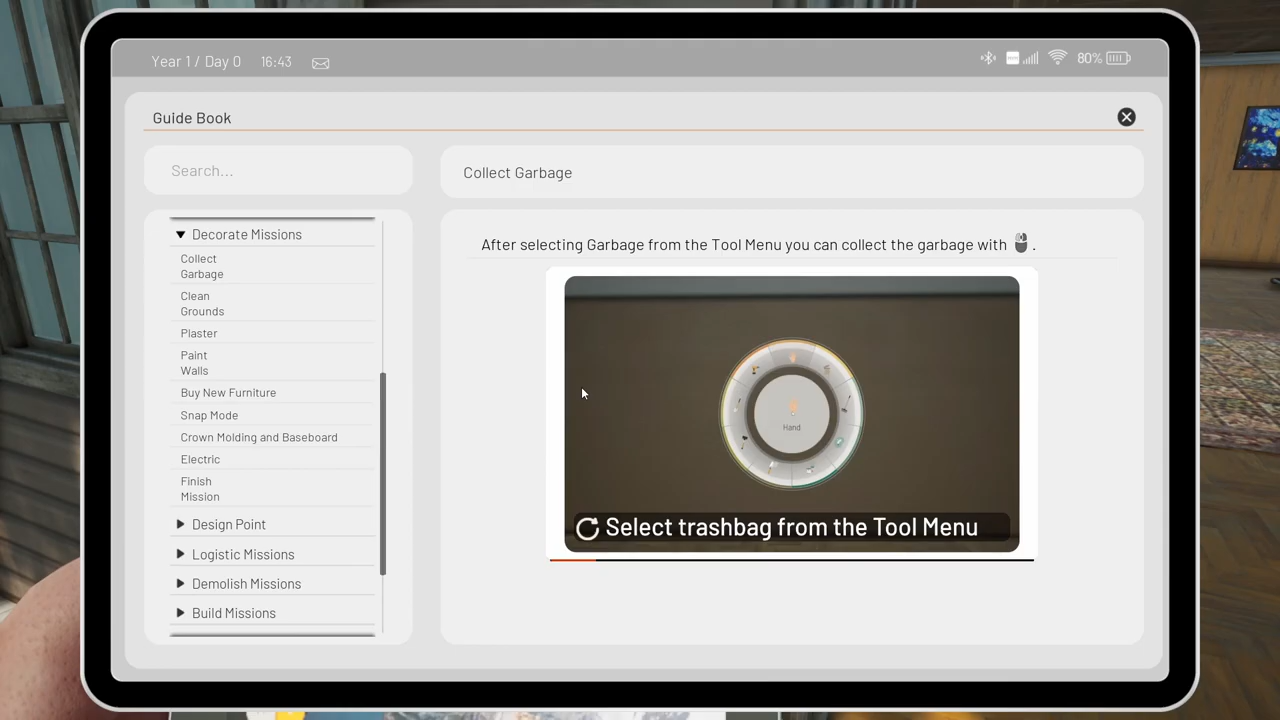 Year 1 / Day 0 16:43
80%
Guide Book
Search...
Collect Garbage
Decorate Missions
Collect
Garbage
Clean
Grounds
Plaster
Paint
Walls
Buy New Furniture
Snap Mode
Crown Molding and Baseboard
Electric
Finish
Mission
Design Point
Logistic Missions
Demolish Missions
Build Missions
After selecting Garbage from the Tool Menu you can collect the garbage with .
Hand
Select trashbag from the Tool Menu